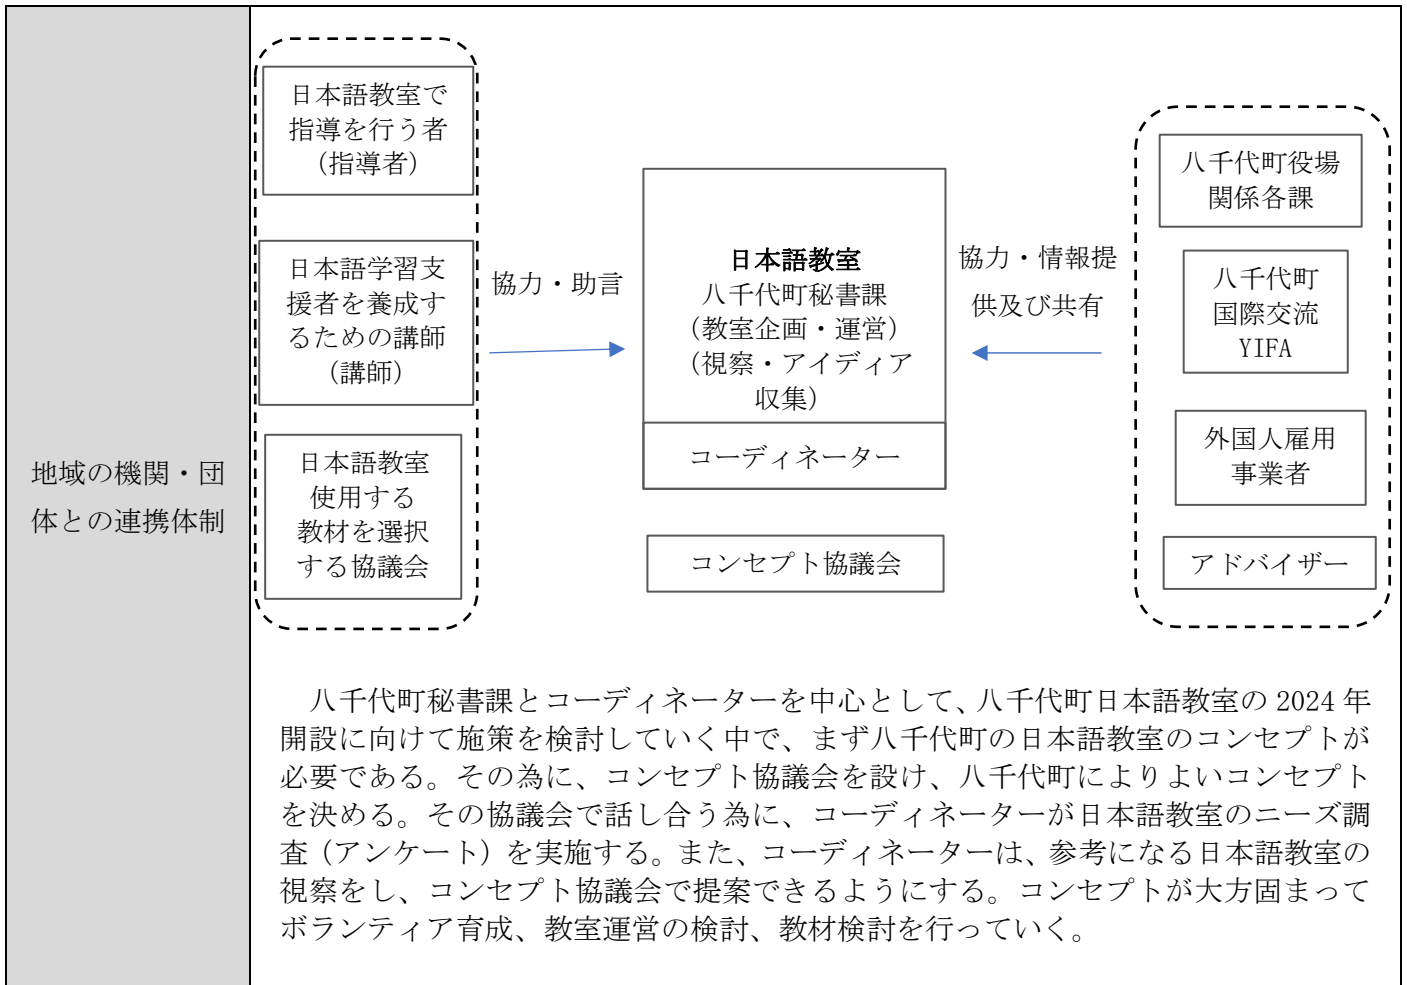 地域の機関・団
体との連携体制
日本語教室で
指導を行う者
（指導者）
日本語学習支
援者を養成す
るための講師
（講師）
日本語教室
使用する
教材を選択
する協議会
協力・助言
日本語教室
八千代町秘書課
（教室企画・運営）
（視察・アイディア
収集）
コーディネーター
コンセプト協議会
協力・情報提
供及び共有
八千代町役場
関係各課
八千代町
国際交流
YIFA
外国人雇用
事業者
アドバイザー
八千代町秘書課とコーディネーターを中心として、八千代町日本語教室の 2024 年
開設に向けて施策を検討していく中で、まず八千代町の日本語教室のコンセプトが
必要である。その為に、コンセプト協議会を設け、八千代町によりよいコンセプト
を決める。その協議会で話し合う為に、コーディネーターが日本語教室のニーズ調
査（アンケート）を実施する。また、コーディネーターは、参考になる日本語教室の
視察をし、コンセプト協議会で提案できるようにする。コンセプトが大方固まって
ボランティア育成、教室運営の検討、教材検討を行っていく。